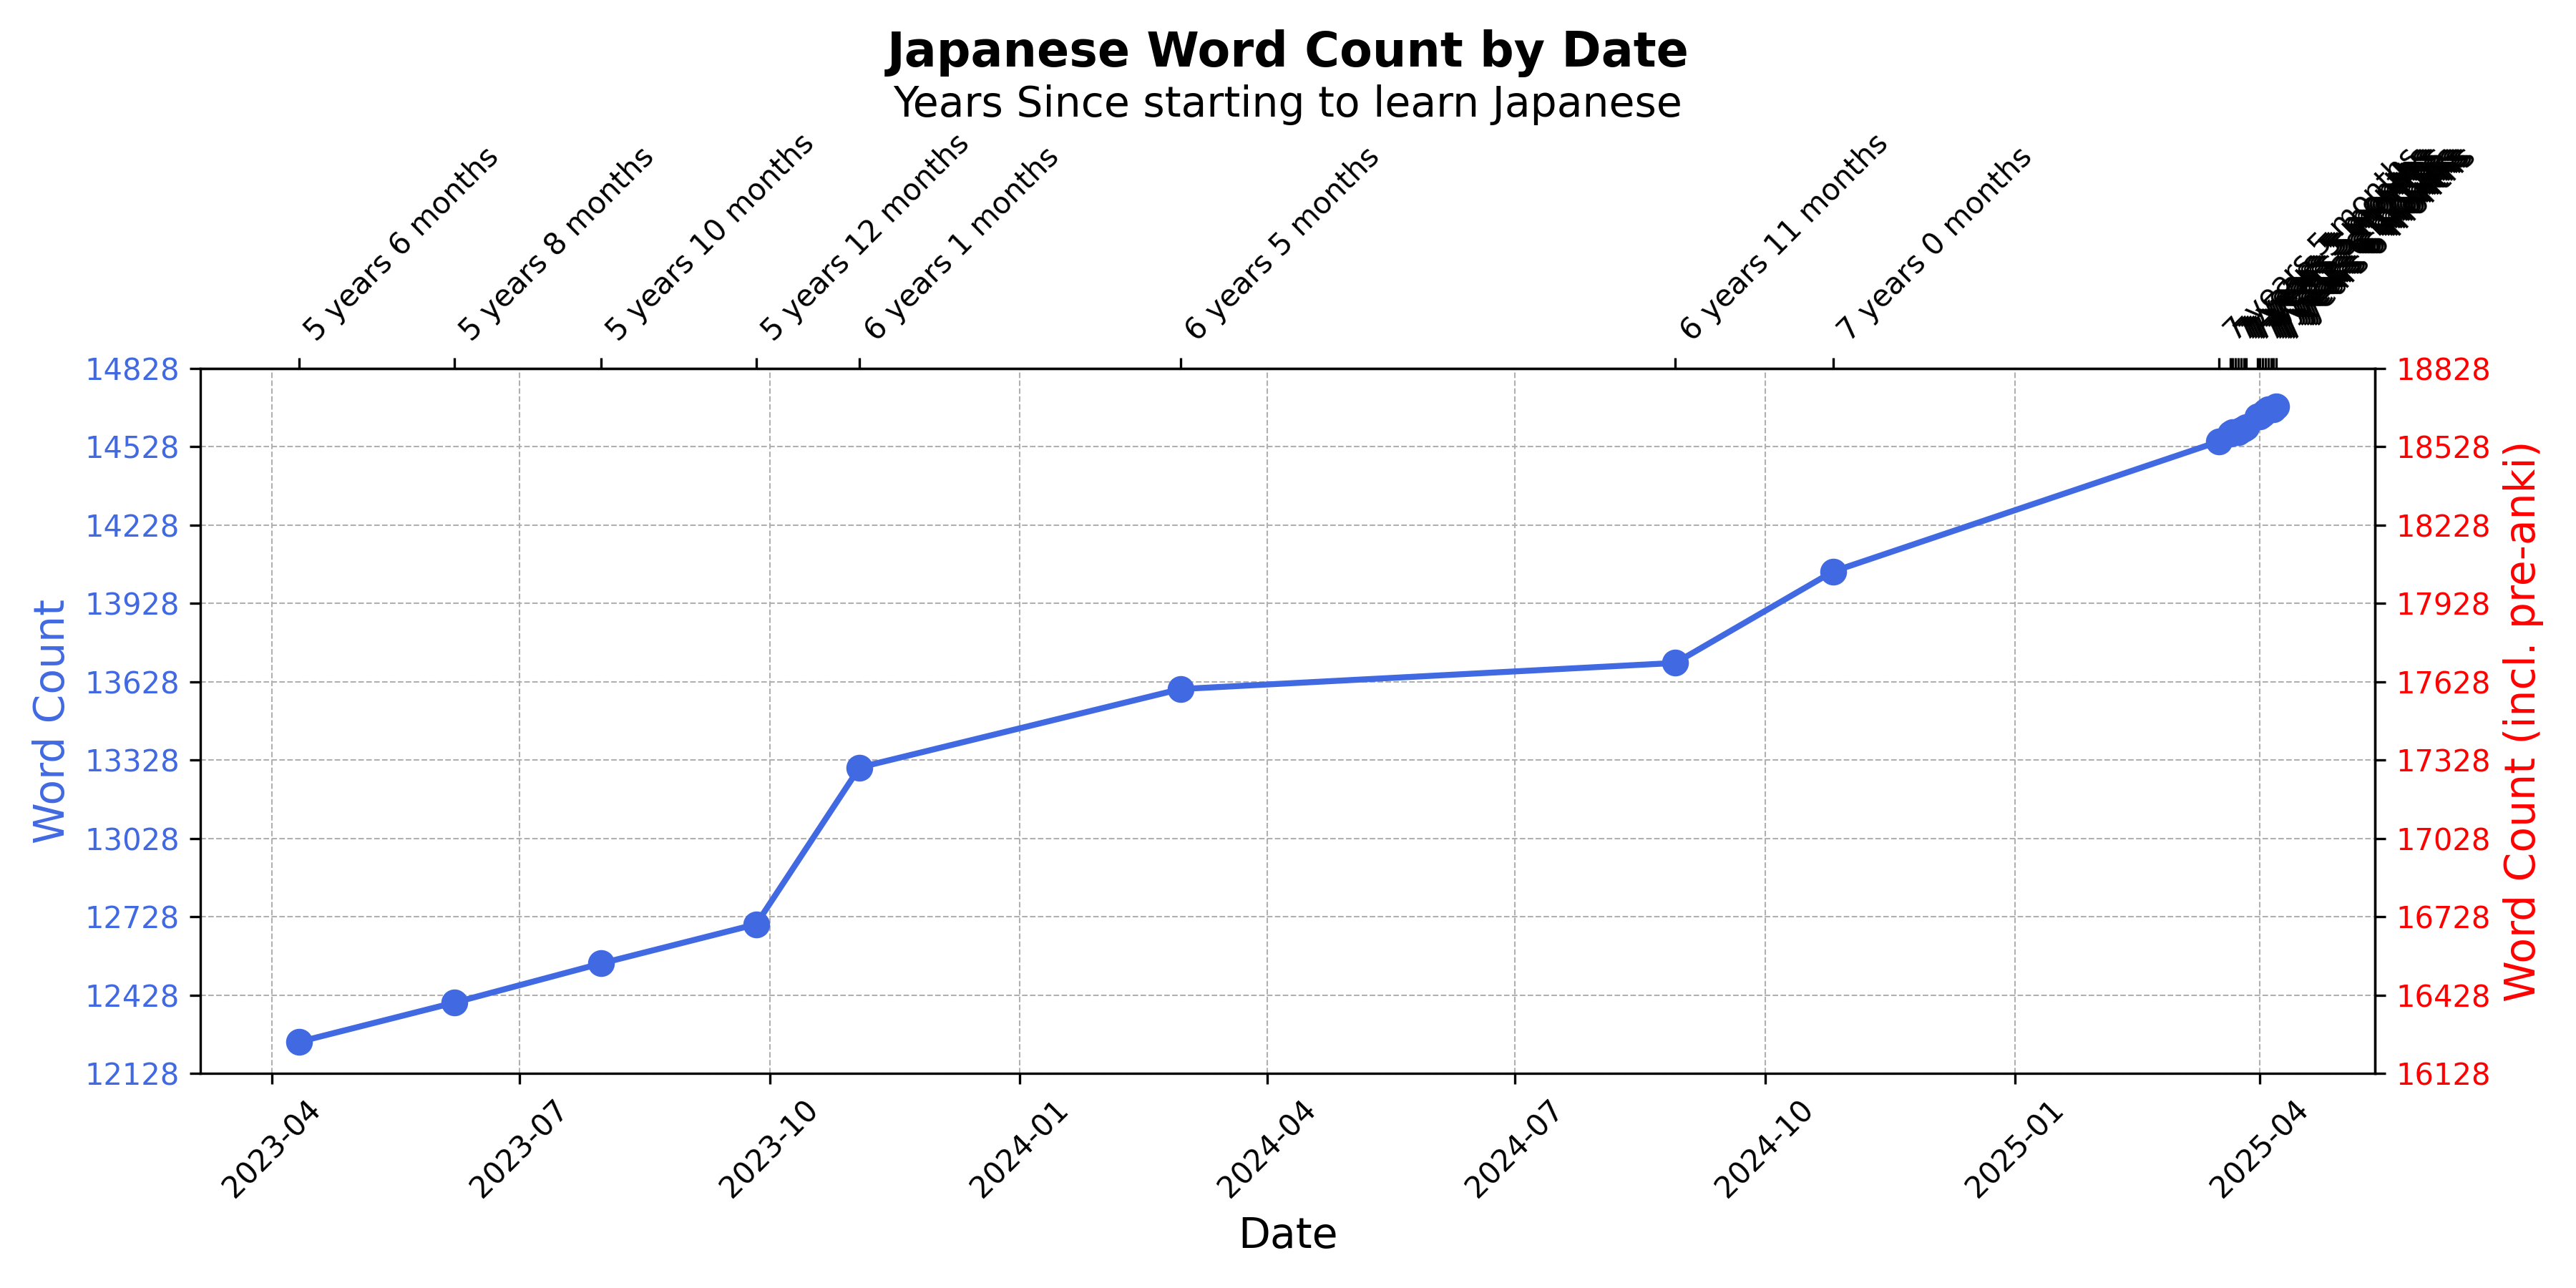 Japanese Word Count by Date
Years Since starting to learn Japanese
5 years 6 months
5 years 8 months
5 years 10 months
5 years 12 months
6 years 1 months
6 years 5 months
6 years 11 months
7 years 0 months
7 years 5 months
14828
14528
14228
13928
13628
13328
13028
12728
12428
12128
Word Count
18828
18528
18228
17928
17628
17328
17028
16728
16428
16128
Word Count (incl. pre-anki)
2023-04
2023-07
2023-10
2024-01
2024-04
2024-07
2024-10
2025-01
2025-04
Date